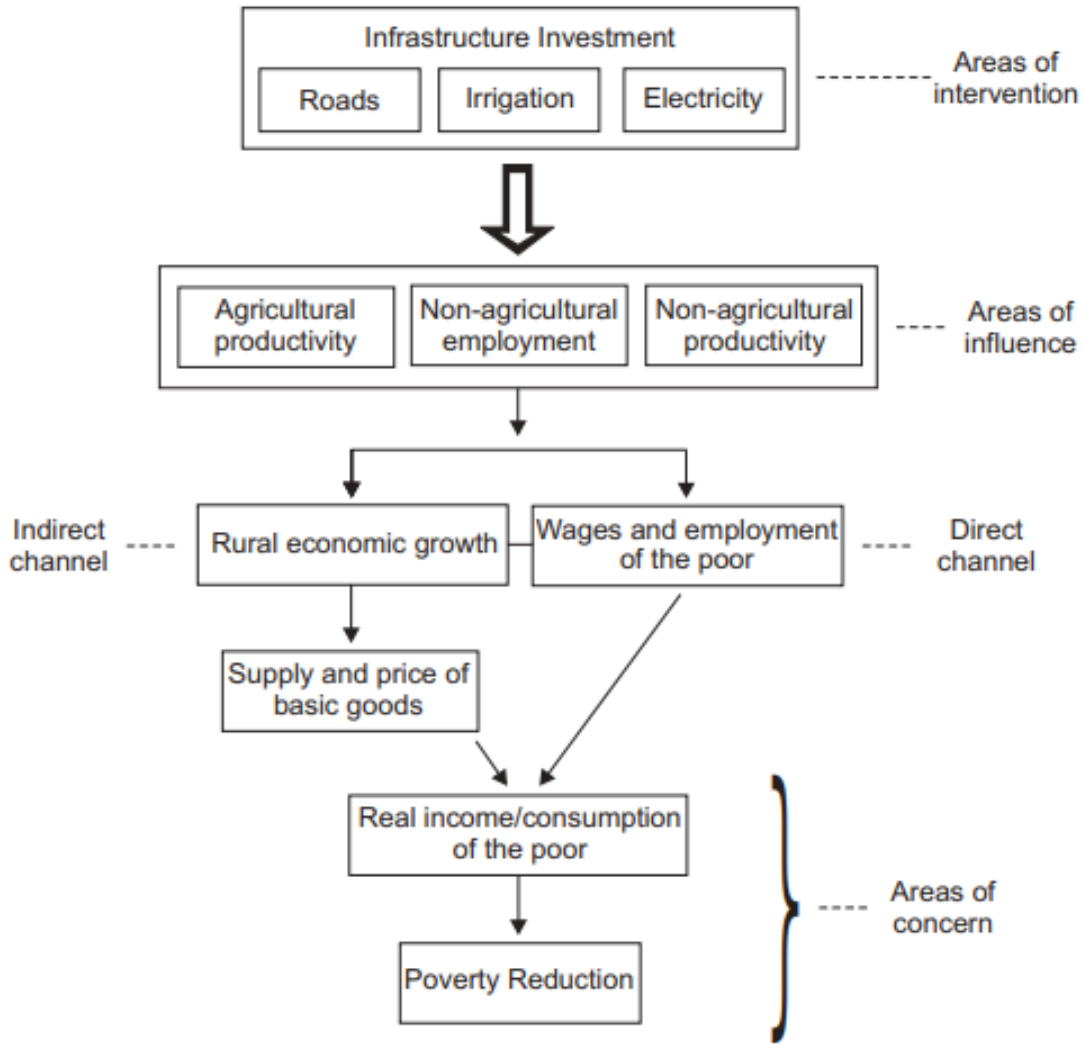 Infrastructure Investment
Roads
Irrigation
Electricity
Areas of
intervention
Agricultural
productivity
Non-agricultural
employment
Non-agricultural
productivity
Areas of
influence
Indirect
channel
Rural economic growth
Wages and employment
of the poor
Direct
channel
Supply and price of
basic goods
Real income/consumption
of the poor
Areas of
concern
Poverty Reduction